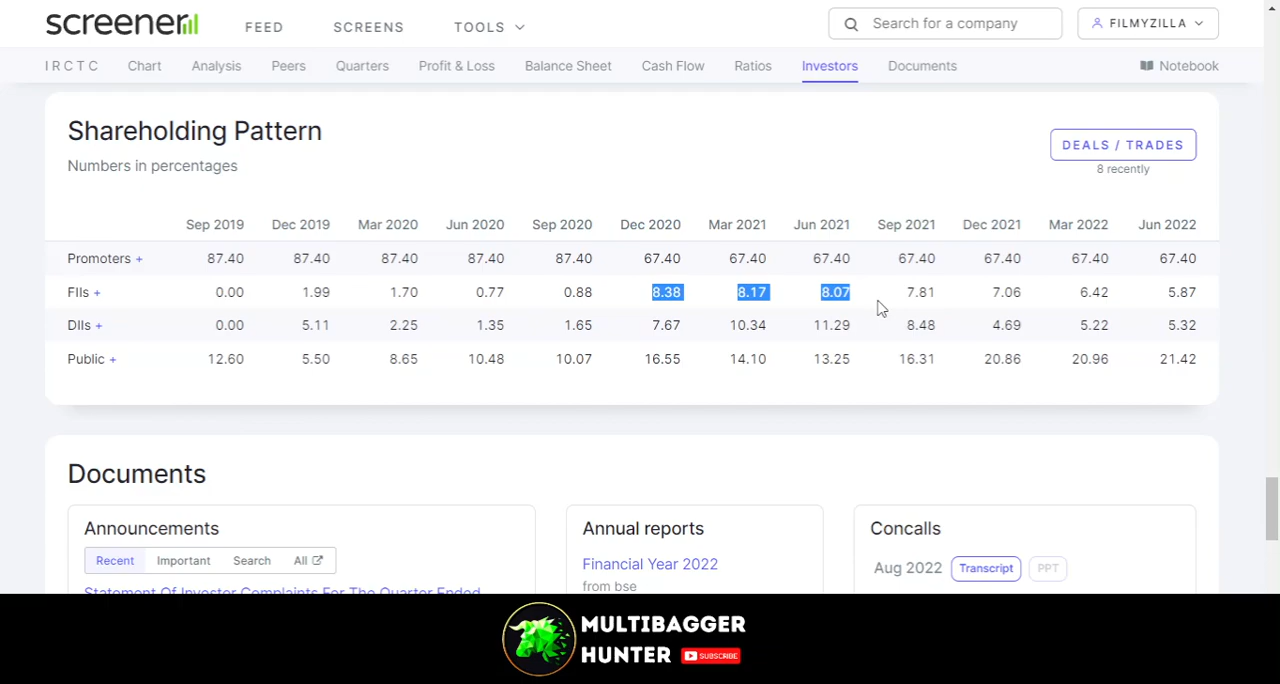 screener
FEED SCREENS TOOLS
Search for a company
FILMYZILLA
I R C T C Chart Analysis Peers Quarters Profit & Loss Balance Sheet Cash Flow Ratios Investors Documents Notebook
Shareholding Pattern
Numbers in percentages
DEALS / TRADES
8 recently
Sep 2019 Dec 2019 Mar 2020 Jun 2020 Sep 2020 Dec 2020 Mar 2021 Jun 2021 Sep 2021 Dec 2021 Mar 2022 Jun 2022
Promoters + 87.40 87.40 87.40 87.40 87.40 67.40 67.40 67.40 67.40 67.40 67.40 67.40
FIIs + 0.00 1.99 1.70 0.77 0.88 8.38 8.17 8.07 7.81 7.06 6.42 5.87
DIIs + 0.00 5.11 2.25 1.35 1.65 7.67 10.34 11.29 8.48 4.69 5.22 5.32
Public + 12.60 5.50 8.65 10.48 10.07 16.55 14.10 13.25 16.31 20.86 20.96 21.42
Documents
Announcements
Recent Important Search All
Statement Of Investor Complaints For The Quarter Ended
Annual reports
Financial Year 2022
from bse
Concalls
Aug 2022 Transcript PPT
MULTIBAGGER
HUNTER SUBSCRIBE